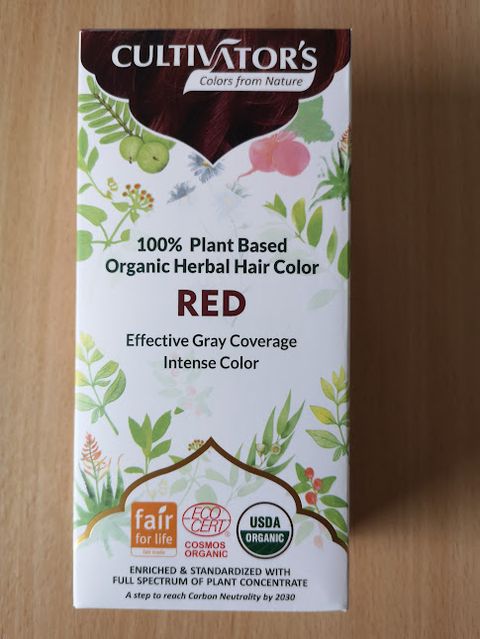 CULTIVATOR'S
Colors from Nature
100% Plant Based
Organic Herbal Hair Color
RED
Effective Gray Coverage
Intense Color
fair
for life
fair trade
ECO
CERT
COSMOS
ORGANIC
USDA
ORGANIC
ENRICHED & STANDARDIZED WITH
FULL SPECTRUM OF PLANT CONCENTRATE
A step to reach Carbon Neutrality by 2030